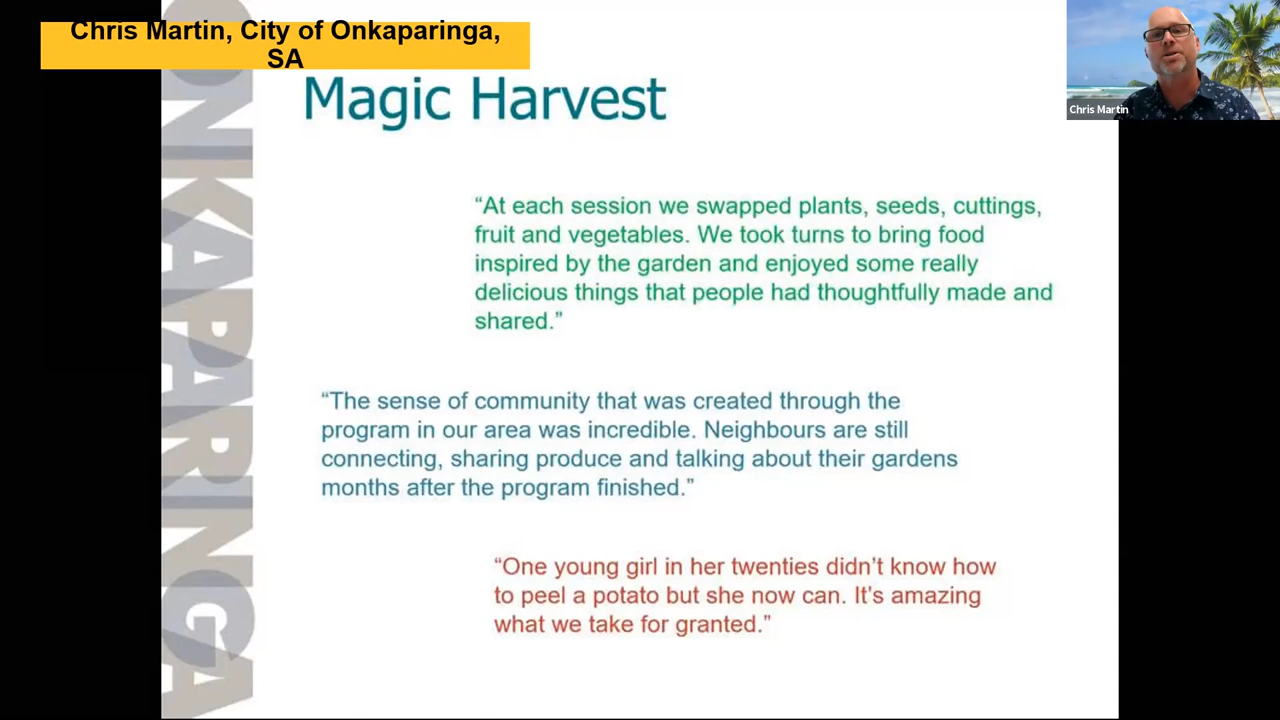 Chris Martin, City of Onkaparinga,
SA
Chris Martin
ONKAPARINGA
Magic Harvest
“At each session we swapped plants, seeds, cuttings,
fruit and vegetables. We took turns to bring food
inspired by the garden and enjoyed some really
delicious things that people had thoughtfully made and
shared.”
“The sense of community that was created through the
program in our area was incredible. Neighbours are still
connecting, sharing produce and talking about their gardens
months after the program finished.”
“One young girl in her twenties didn’t know how
to peel a potato but she now can. It's amazing
what we take for granted.”